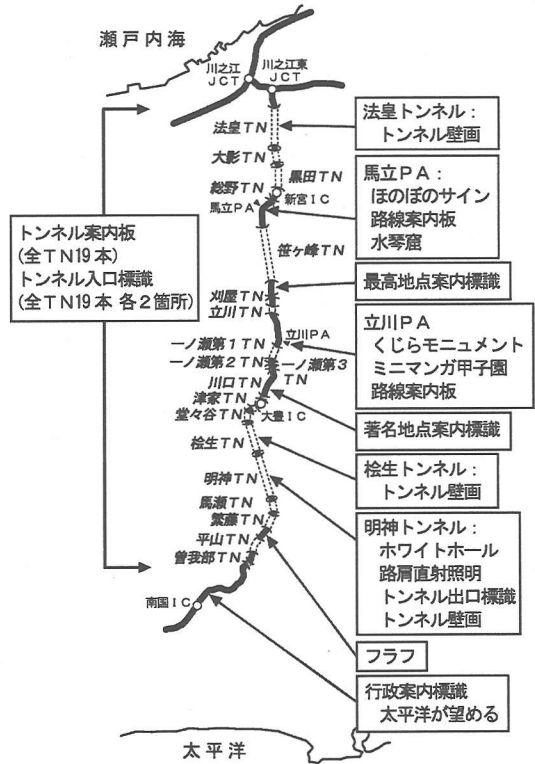 瀬戸内海
川之江
JCT
川之江東
JCT
法皇TN
大影TN
黒田TN
総野TN
新宮IC
馬立PA
笹ヶ峰TN
刈屋TN
立川TN
立川PA
一ノ瀬第1TN
一ノ瀬第2TN
一ノ瀬第3
TN
川口TN
津家TN
大豊IC
堂々谷TN
桧生TN
明神TN
馬瀬TN
繁藤TN
平山TN
曽我部TN
南国IC
太平洋
トンネル案内板
(全TN19本)
トンネル入口標識
(全TN19本 各2箇所)
法皇トンネル:
トンネル壁画
馬立PA:
ほのぼのサイン
路線案内板
水琴窟
最高地点案内標識
立川PA
くじらモニュメント
ミニマンガ甲子園
路線案内板
著名地点案内標識
桧生トンネル:
トンネル壁画
明神トンネル:
ホワイトホール
路肩直射照明
トンネル出口標識
トンネル壁画
フラフ
行政案内標識
太平洋が望める